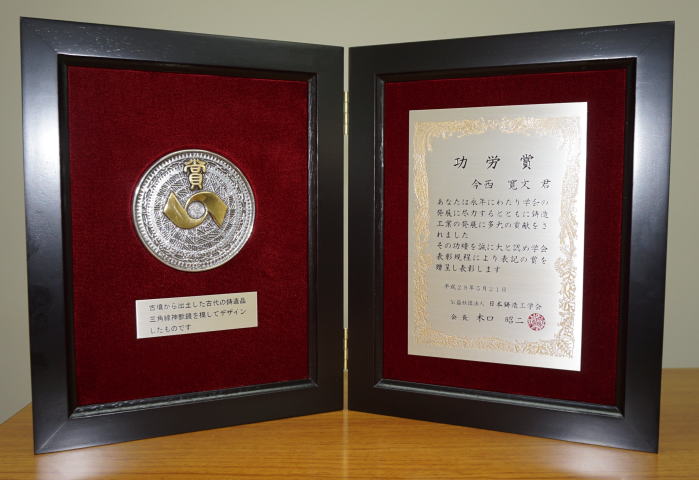 賞
古墳から出土した古代の鋳造品
三角縁神獣鏡を模してデザイン
したものです
功労賞
今西 寛文 君
あなたは永年にわたり学会の
発展に尽力するとともに鋳造
工業の発展に多大の貢献をさ
れました
その功績を誠に大と認め学会
表彰規程により表記の賞を
贈呈し表彰します
平成28年5月21日
公益社団法人 日本鋳造工学会
会長 木口 昭二